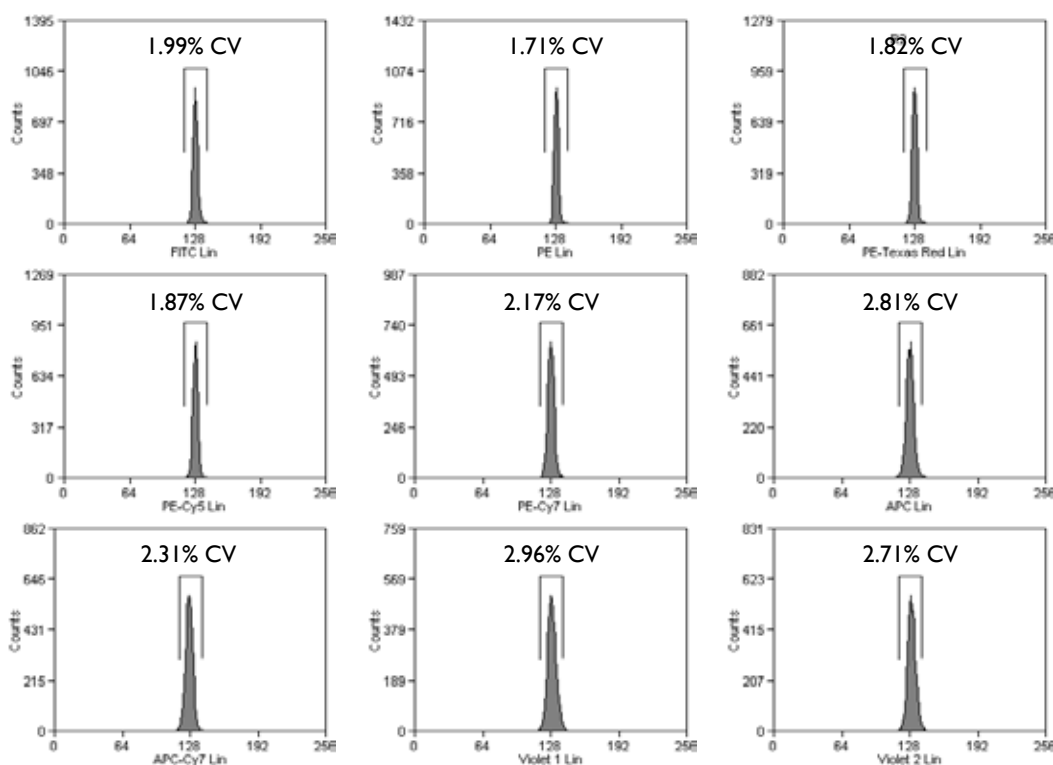 1395 1046 697 348 0
Counts
1.99% CV
0 64 128 192 256
FITC Lin
1432 1074 716 358 0
Counts
1.71% CV
0 64 128 192 256
PE Lin
1279 959 639 319 0
Counts
1.82% CV
0 64 128 192 256
PE-Texas Red Lin
1269 951 634 317 0
Counts
1.87% CV
0 64 128 192 256
PE-Cy5 Lin
987 740 493 246 0
Counts
2.17% CV
0 64 128 192 256
PE-Cy7 Lin
882 661 441 220 0
Counts
2.81% CV
0 64 128 192 256
APC Lin
862 646 431 215 0
Counts
2.31% CV
0 64 128 192 256
APC-Cy7 Lin
759 569 379 189 0
Counts
2.96% CV
0 64 128 192 256
Violet 1 Lin
831 623 415 207 0
Counts
2.71% CV
0 64 128 192 256
Violet 2 Lin